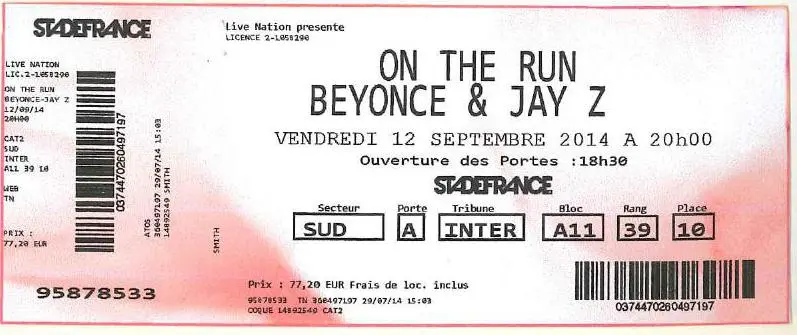 STADEFRANCE
LIVE NATION
LIC.2-1058290
ON THE RUN
BEYONCE-JAY Z
12/09/14
20H00
CAT2
SUD
INTER
A11 39 10
WEB
TN
PRIX :
77,20 EUR
0374470260497197
ATOS
360497197 29/07/14 15:03
14892540 SMITH
SMITH
95878533
Live Nation presente
LICENCE 2-1058290
ON THE RUN
BEYONCE & JAY Z
VENDREDI 12 SEPTEMBRE 2014 A 20h00
Ouverture des Portes :18h30
STADEFRANCE
Secteur Porte Tribune Bloc Rang Place
SUD A INTER A11 39 10
Prix : 77,20 EUR Frais de loc. inclus
95878533 TN 360497197 29/07/14 15:03
COQUE 14892540 CAT2
0374470260497197